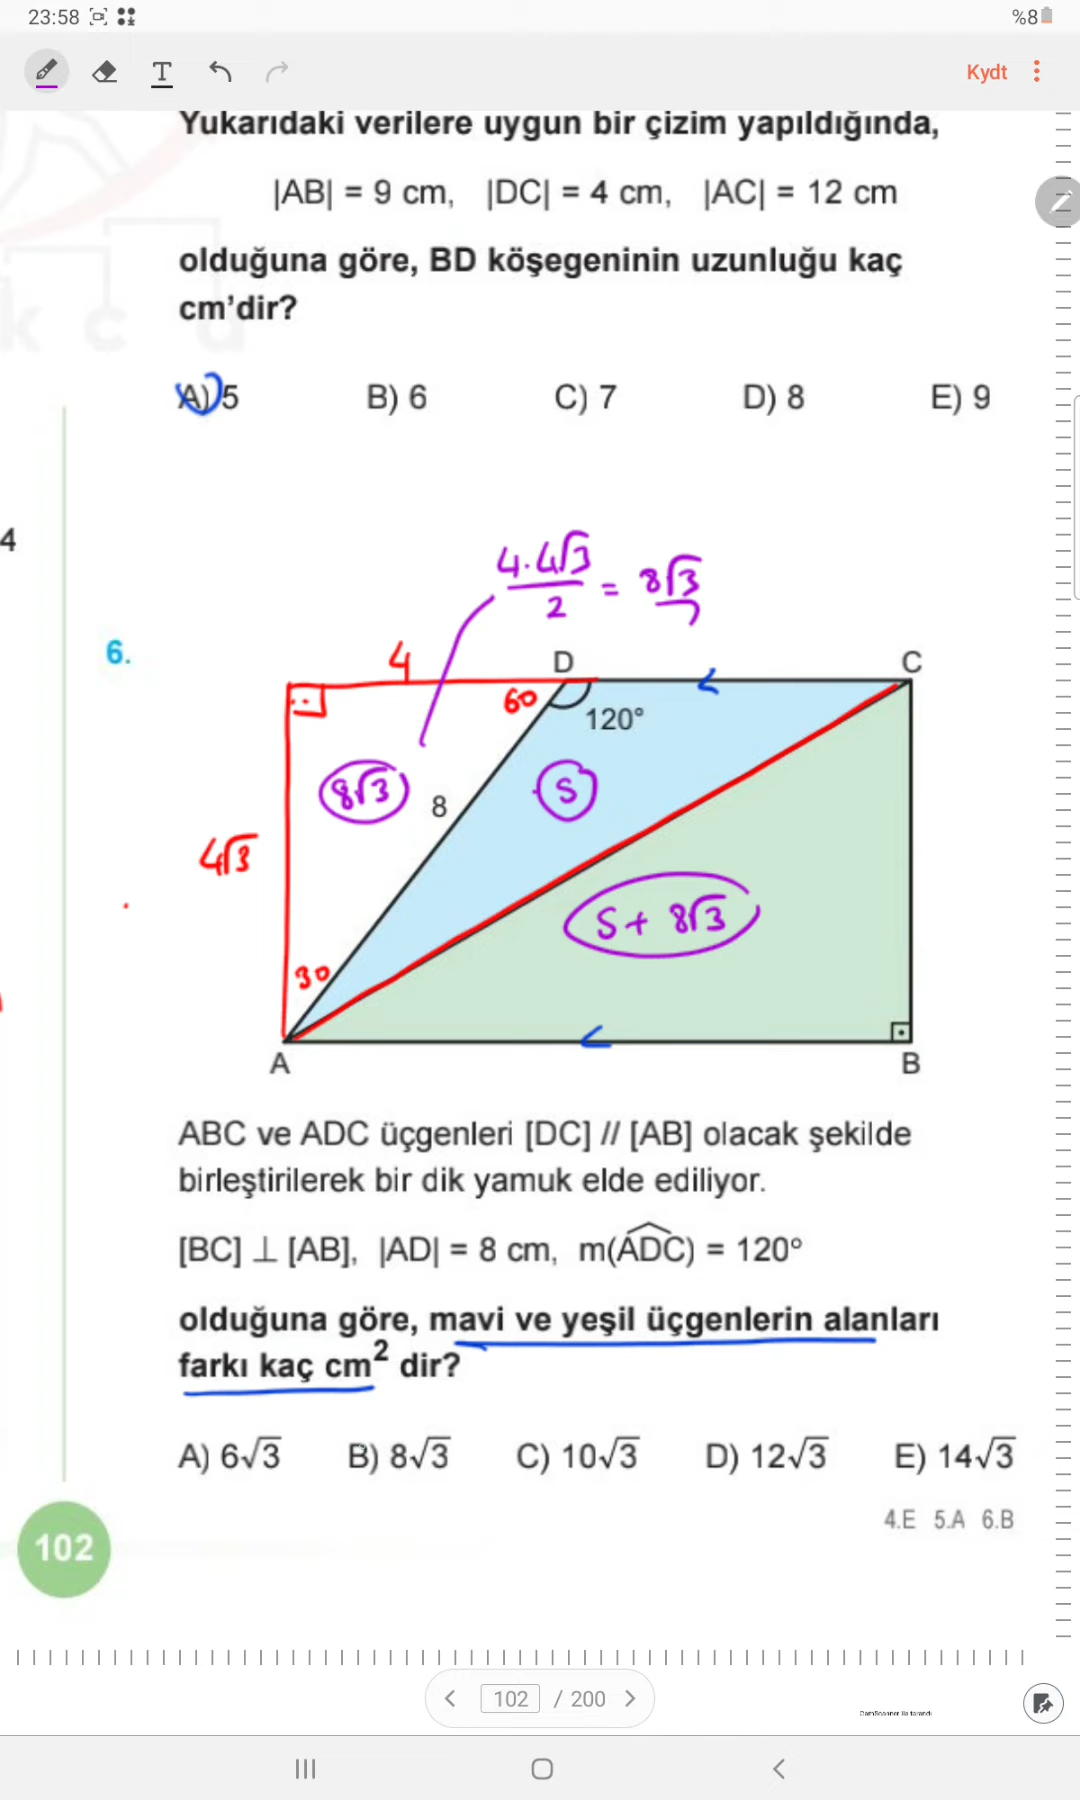 23:58
%8
T
Kydt
Yukarıdaki verilere uygun bir çizim yapıldığında,
|AB| = 9 cm, |DC| = 4 cm, |AC| = 12 cm
olduğuna göre, BD köşegeninin uzunluğu kaç
cm'dir?
A) 5 B) 6 C) 7 D) 8 E) 9
4
4.4√3
2
= 8√3
6.
4
D
C
60
120°
8√3
8
S
4√3
S + 8√3
30
A
B
ABC ve ADC üçgenleri [DC] // [AB] olacak şekilde
birleştirilerek bir dik yamuk elde ediliyor.
[BC] ⊥ [AB], |AD| = 8 cm, m(ADC) = 120°
olduğuna göre, mavi ve yeşil üçgenlerin alanları
farkı kaç cm² dir?
A) 6√3 B) 8√3 C) 10√3 D) 12√3 E) 14√3
4.E 5.A 6.B
102
102 / 200
CamScanner ile tarandı